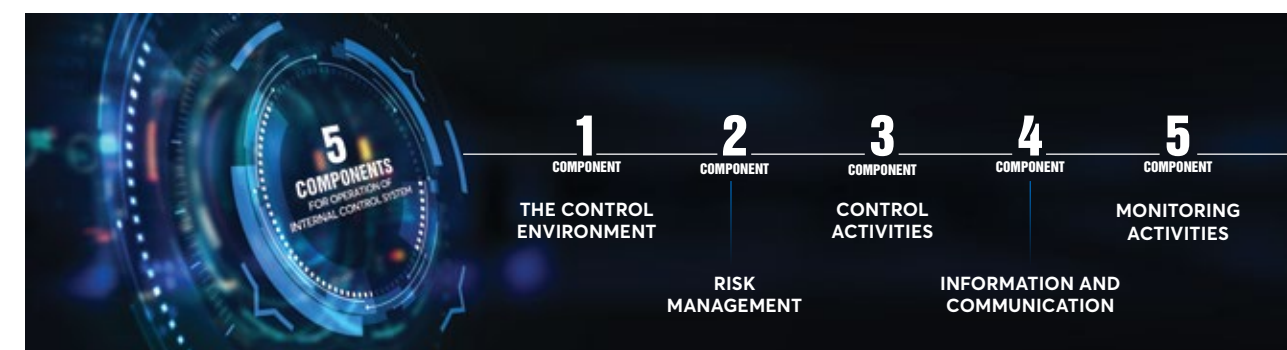 5
COMPONENTS
FOR OPERATION OF
INTERNAL CONTROL SYSTEM
1
COMPONENT
THE CONTROL
ENVIRONMENT
2
COMPONENT
RISK
MANAGEMENT
3
COMPONENT
CONTROL
ACTIVITIES
4
COMPONENT
INFORMATION AND
COMMUNICATION
5
COMPONENT
MONITORING
ACTIVITIES